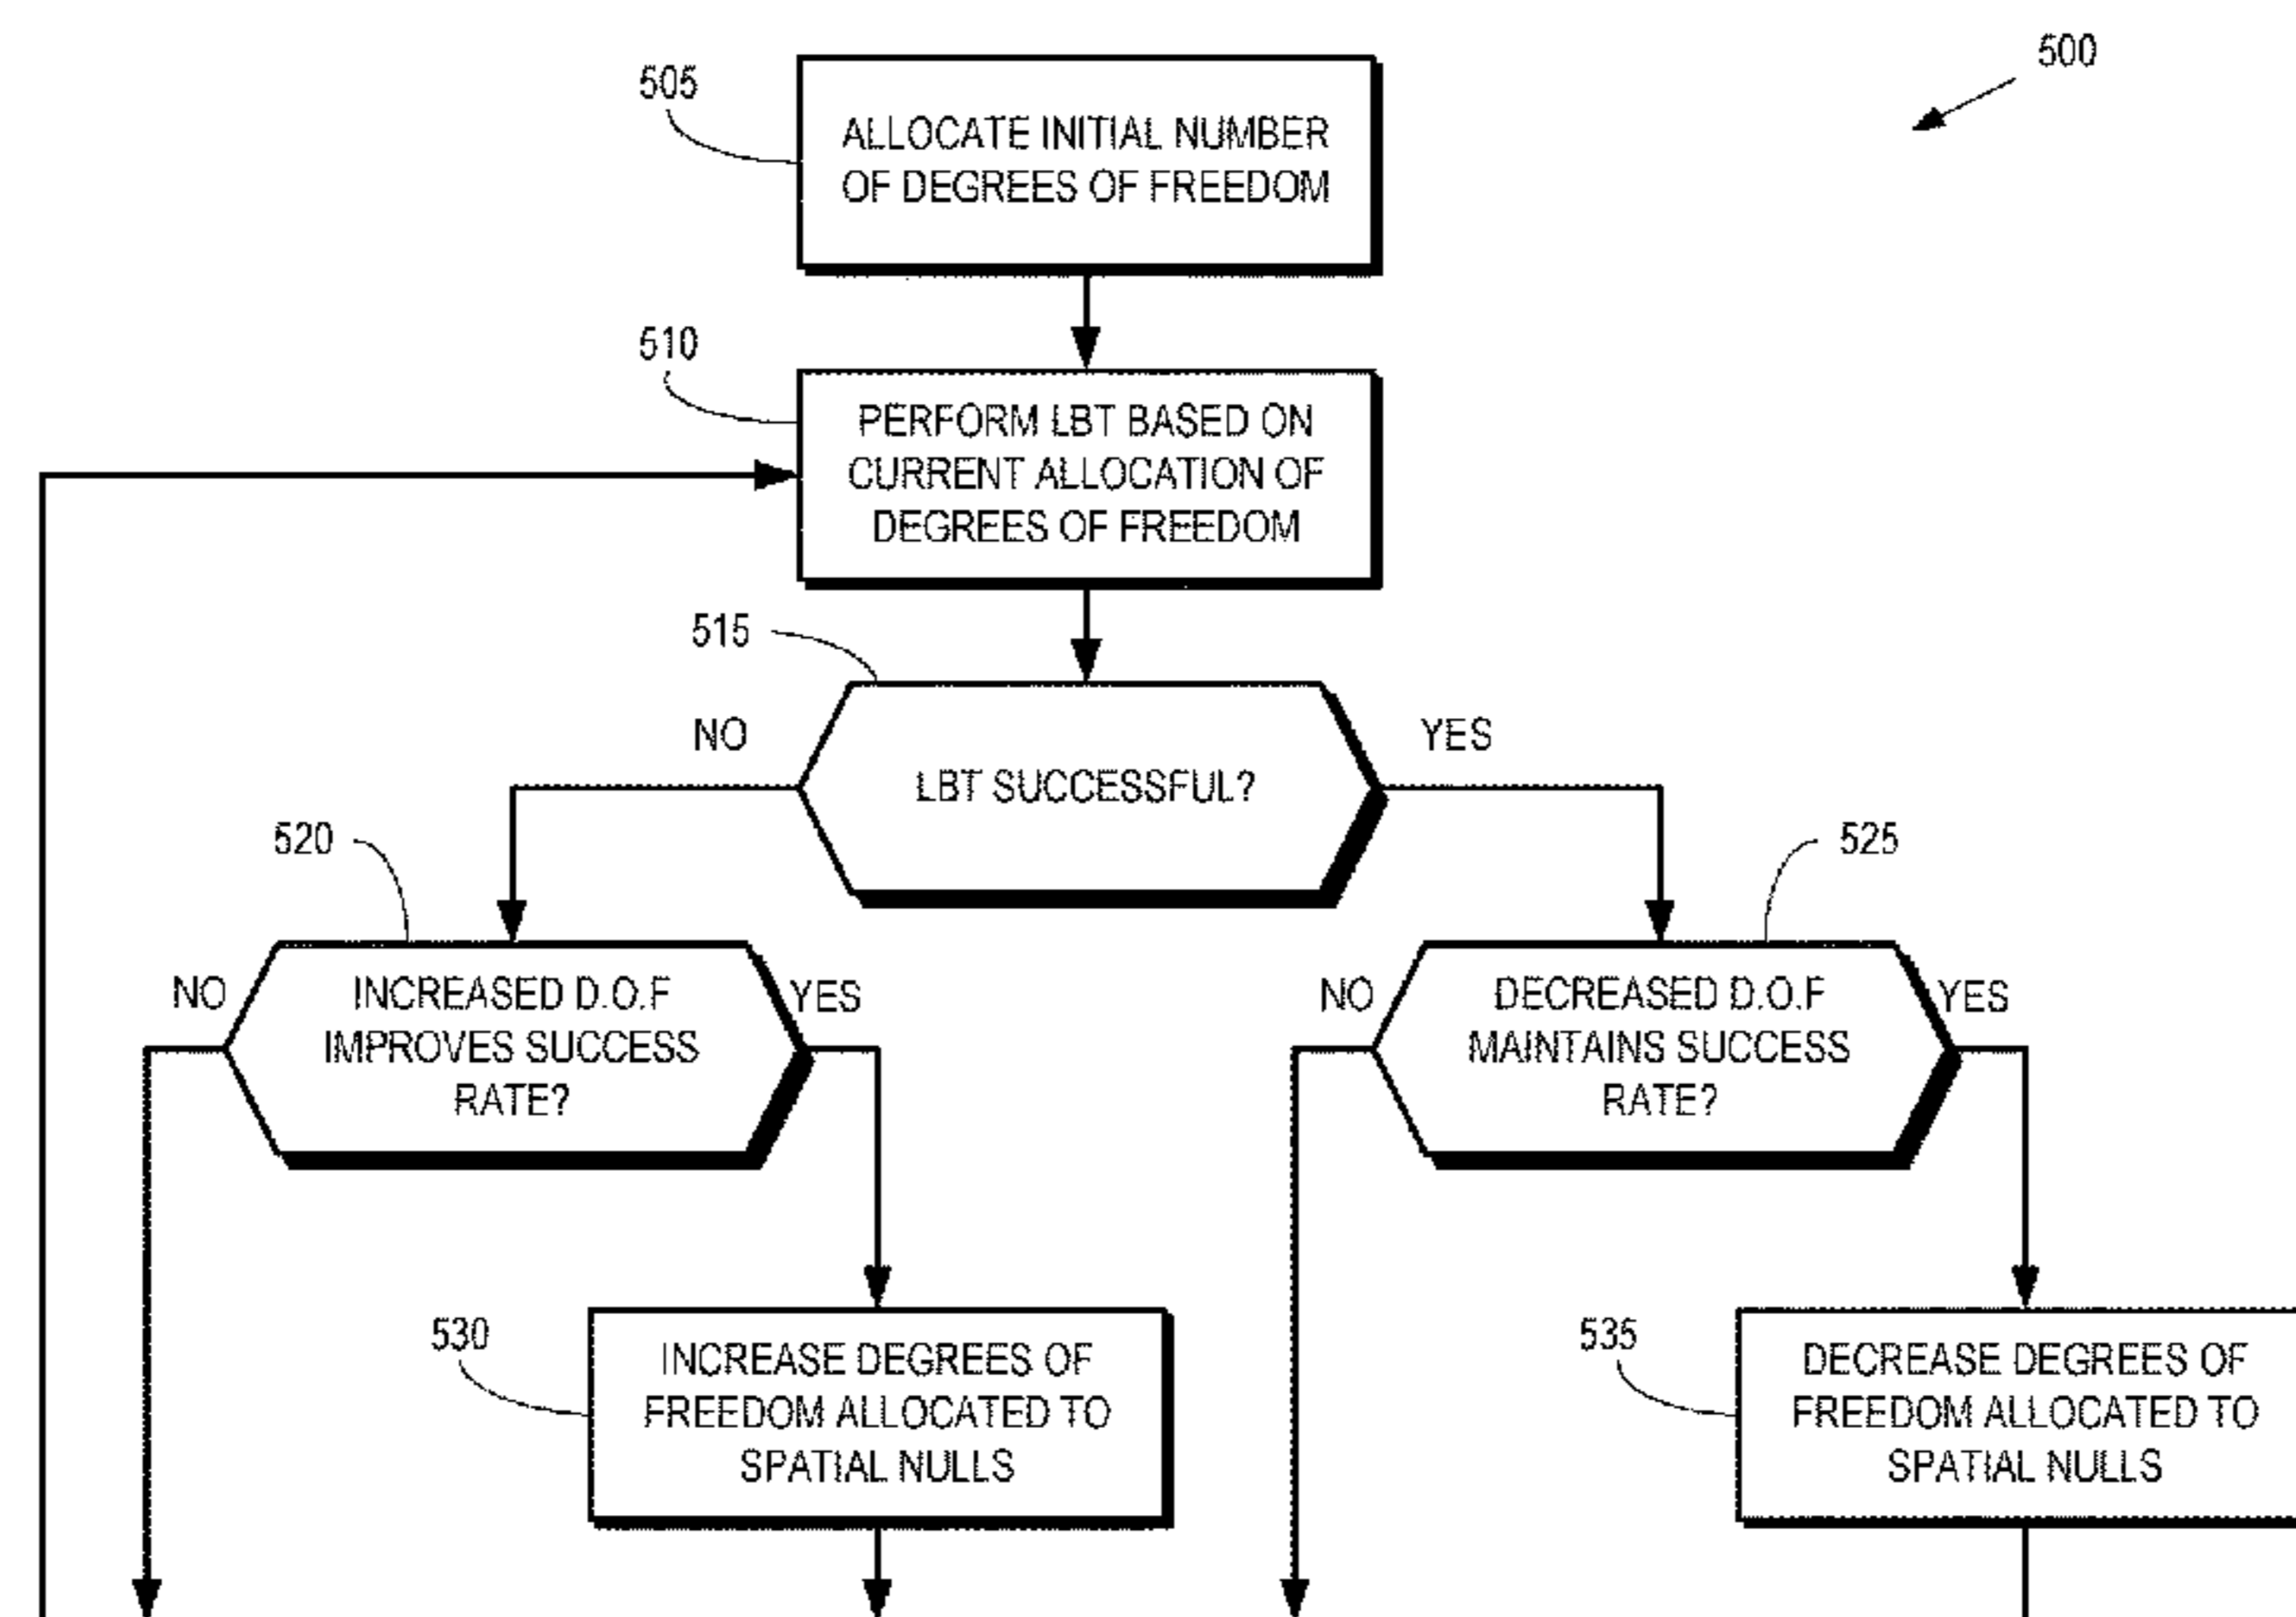 500
505
ALLOCATE INITIAL NUMBER
OF DEGREES OF FREEDOM
510
PERFORM LBT BASED ON
CURRENT ALLOCATION OF
DEGREES OF FREEDOM
515
NO
YES
LBT SUCCESSFUL?
520
525
NO
INCREASED D.O.F
IMPROVES SUCCESS
RATE?
YES
NO
DECREASED D.O.F
MAINTAINS SUCCESS
RATE?
YES
530
INCREASE DEGREES OF
FREEDOM ALLOCATED TO
SPATIAL NULLS
535
DECREASE DEGREES OF
FREEDOM ALLOCATED TO
SPATIAL NULLS